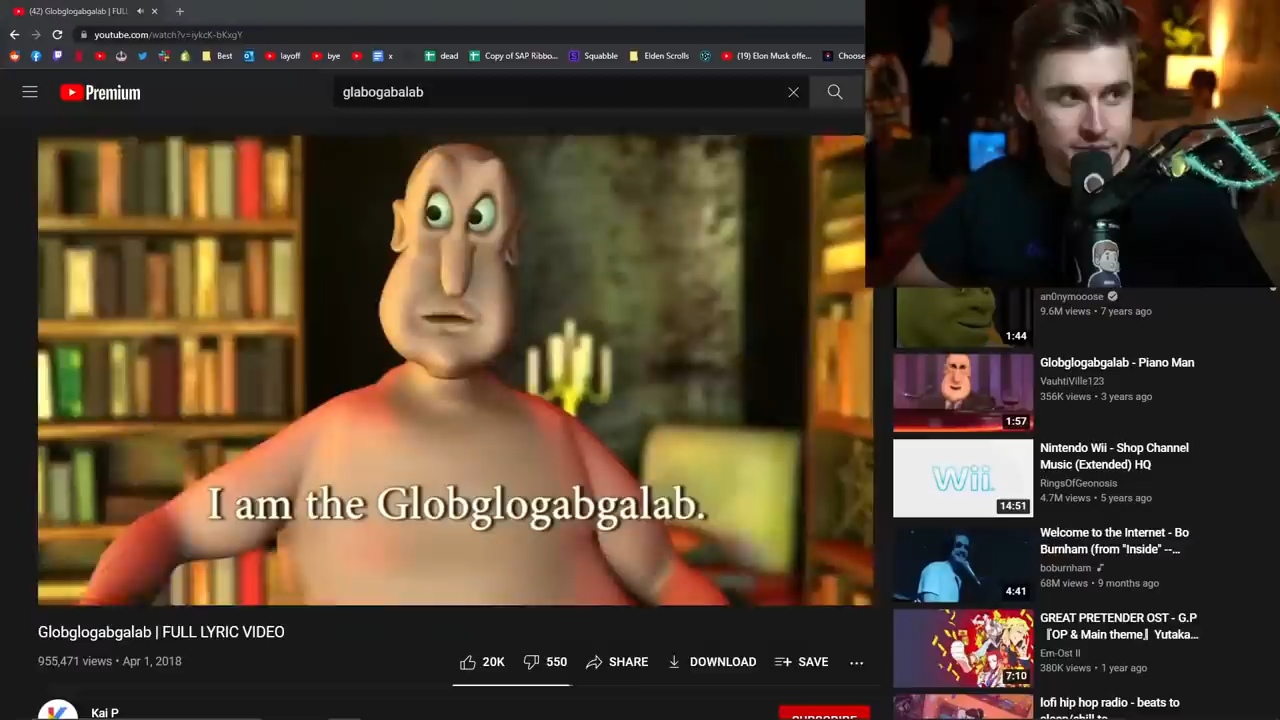 (42) Globglogabgalab | FULL
youtube.com/watch?v=iykcK-bKxgY
Best
layoff
bye
x
dead
Copy of SAP Ribbo...
Squabble
Elden Scrolls
(19) Elon Musk offe...
Choose
Premium
glabogabalab
I am the Globglogabgalab.
Globglogabgalab | FULL LYRIC VIDEO
955,471 views • Apr 1, 2018
20K
550
SHARE
DOWNLOAD
SAVE
Kai P
SUBSCRIBE
an0nymooose
9.6M views • 7 years ago
1:44
Globglogabgalab - Piano Man
VauhtiVille123
356K views • 3 years ago
1:57
Nintendo Wii - Shop Channel
Music (Extended) HQ
RingsOfGeonosis
4.7M views • 5 years ago
Wii
14:51
Welcome to the Internet - Bo
Burnham (from "Inside" --...
boburnham
68M views • 9 months ago
4:41
GREAT PRETENDER OST - G.P
『OP & Main theme』Yutaka...
Em-Ost II
380K views • 1 year ago
7:10
lofi hip hop radio - beats to
sleep/chill to